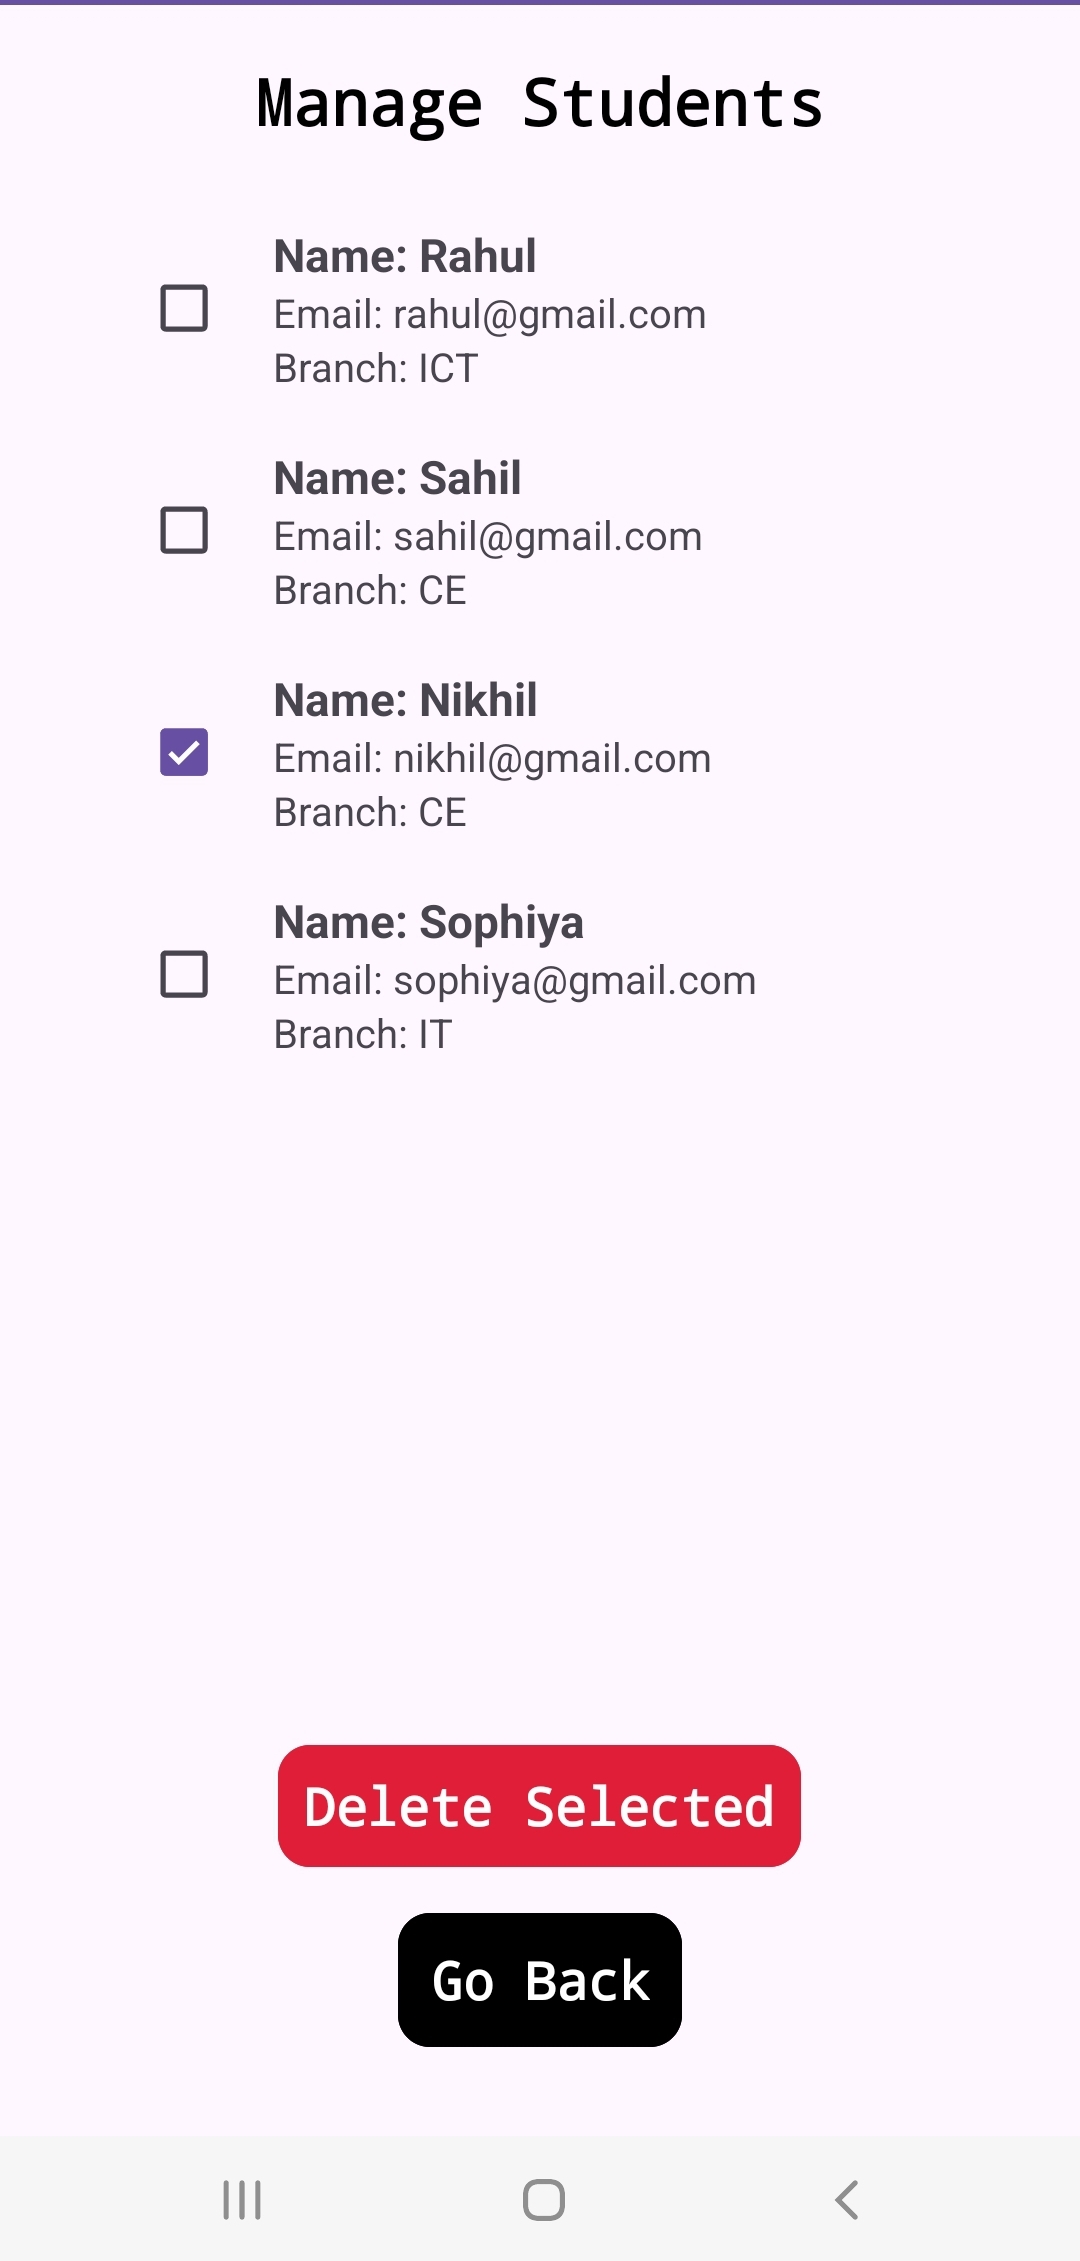 Manage Students
Name: Rahul
Email: rahul@gmail.com
Branch: ICT
Name: Sahil
Email: sahil@gmail.com
Branch: CE
Name: Nikhil
Email: nikhil@gmail.com
Branch: CE
Name: Sophiya
Email: sophiya@gmail.com
Branch: IT
Delete Selected
Go Back